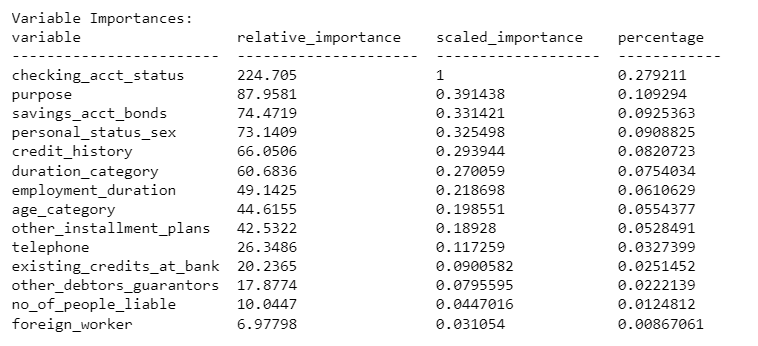 Variable Importances:
variable                 relative_importance    scaled_importance    percentage
-----------------------  ---------------------  -------------------  ------------
checking_acct_status     224.705                1                    0.279211
purpose                  87.9581                0.391438             0.109294
savings_acct_bonds       74.4719                0.331421             0.0925363
personal_status_sex      73.1409                0.325498             0.0908825
credit_history           66.0506                0.293944             0.0820723
duration_category        60.6836                0.270059             0.0754034
employment_duration      49.1425                0.218698             0.0610629
age_category             44.6155                0.198551             0.0554377
other_installment_plans  42.5322                0.18928              0.0528491
telephone                26.3486                0.117259             0.0327399
existing_credits_at_bank 20.2365                0.0900582            0.0251452
other_debtors_guarantors 17.8774                0.0795595            0.0222139
no_of_people_liable      10.0447                0.0447016            0.0124812
foreign_worker           6.97798                0.031054             0.00867061